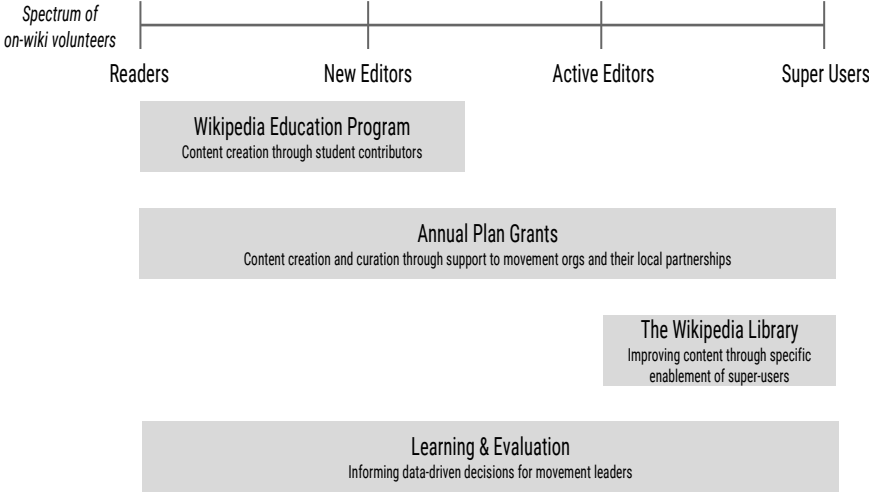 Spectrum of
on-wiki volunteers
Readers New Editors Active Editors Super Users
Wikipedia Education Program
Content creation through student contributors
Annual Plan Grants
Content creation and curation through support to movement orgs and their local partnerships
The Wikipedia Library
Improving content through specific
enablement of super-users
Learning & Evaluation
Informing data-driven decisions for movement leaders